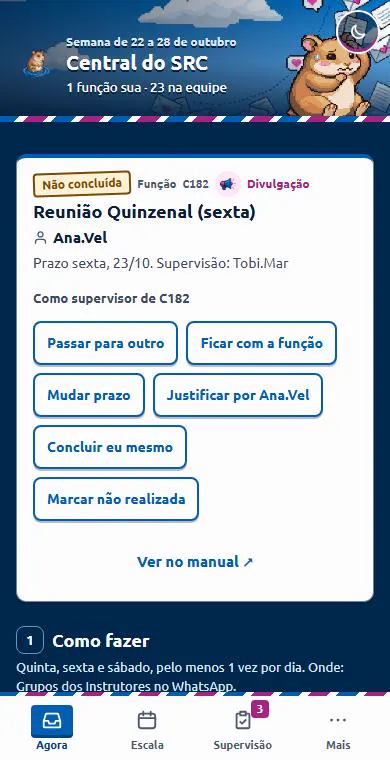 Semana de 22 a 28 de outubro
Central do SRC
1 função sua · 23 na equipe
Não concluída Função C182 Divulgação
Reunião Quinzenal (sexta)
Ana.Vel
Prazo sexta, 23/10. Supervisão: Tobi.Mar
Como supervisor de C182
Passar para outro Ficar com a função
Mudar prazo Justificar por Ana.Vel
Concluir eu mesmo
Marcar não realizada
Ver no manual ↗
1 Como fazer
Quinta, sexta e sábado, pelo menos 1 vez por dia. Onde:
Grupos dos Instrutores no WhatsApp.
3
Agora Escala Supervisão Mais